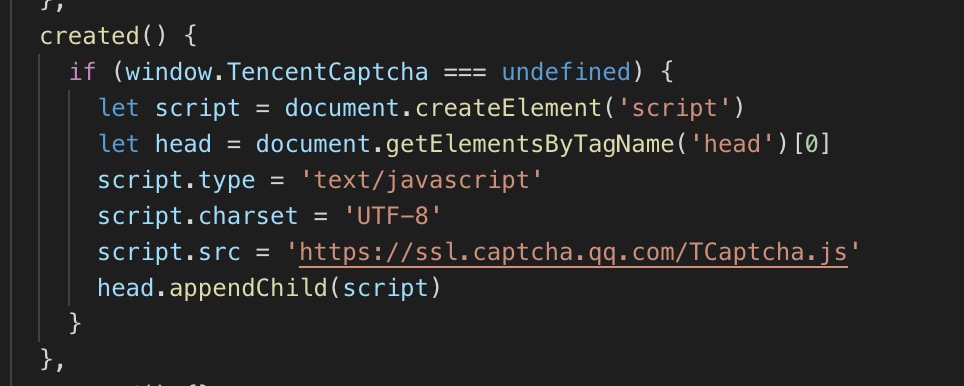 },
created() {
if (window.TencentCaptcha === undefined) {
let script = document.createElement('script')
let head = document.getElementsByTagName('head')[0]
script.type = 'text/javascript'
script.charset = 'UTF-8'
script.src = 'https://ssl.captcha.qq.com/TCaptcha.js'
head.appendChild(script)
}
},